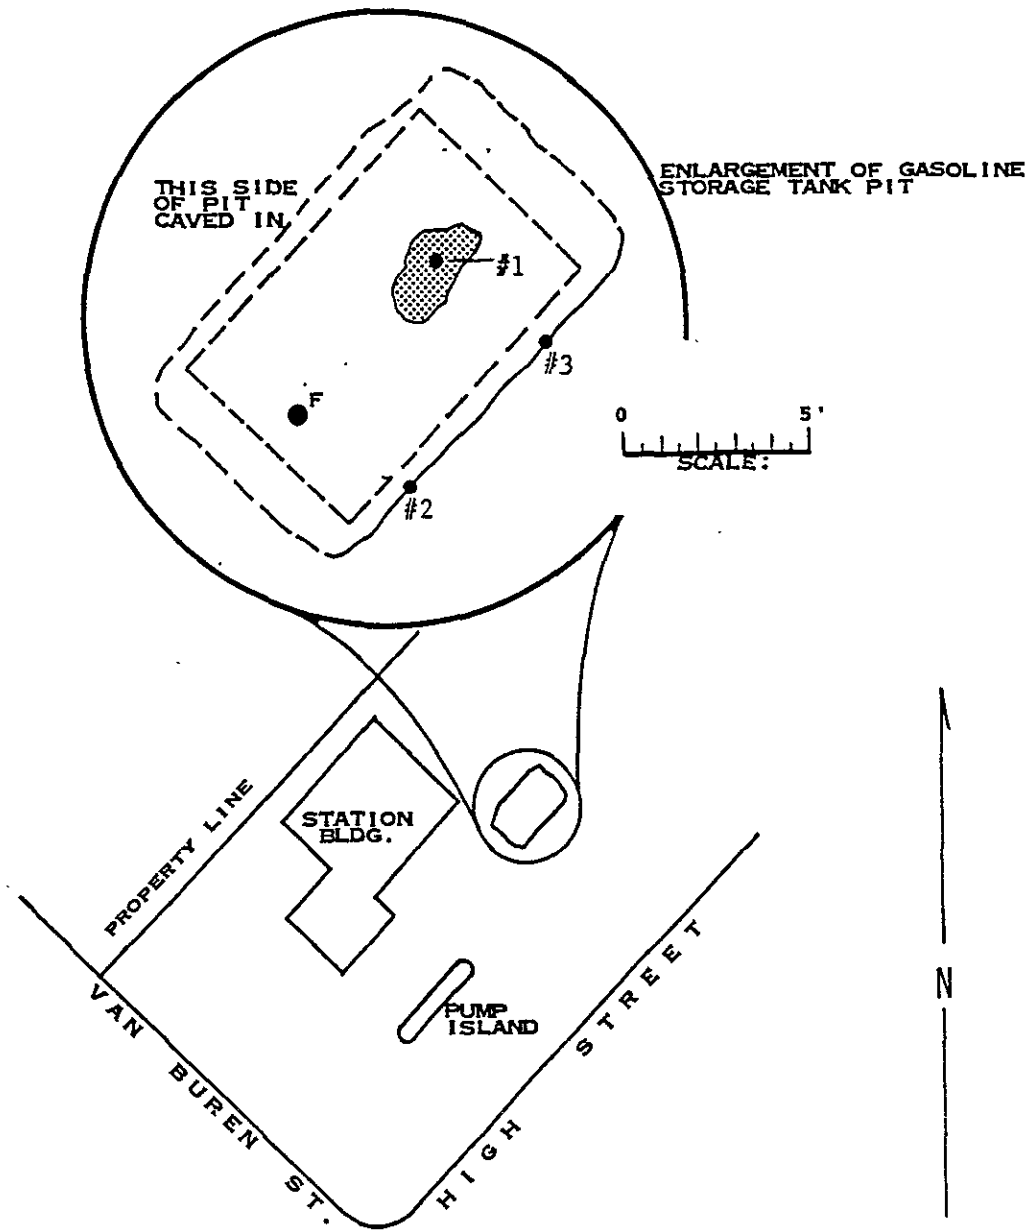 THIS SIDE
OF PIT
CAVED IN
ENLARGEMENT OF GASOLINE
STORAGE TANK PIT
#1
#3
F
#2
0 5'
SCALE:
STATION
BLDG.
PROPERTY LINE
PUMP
ISLAND
VAN BUREN ST.
HIGH STREET
N